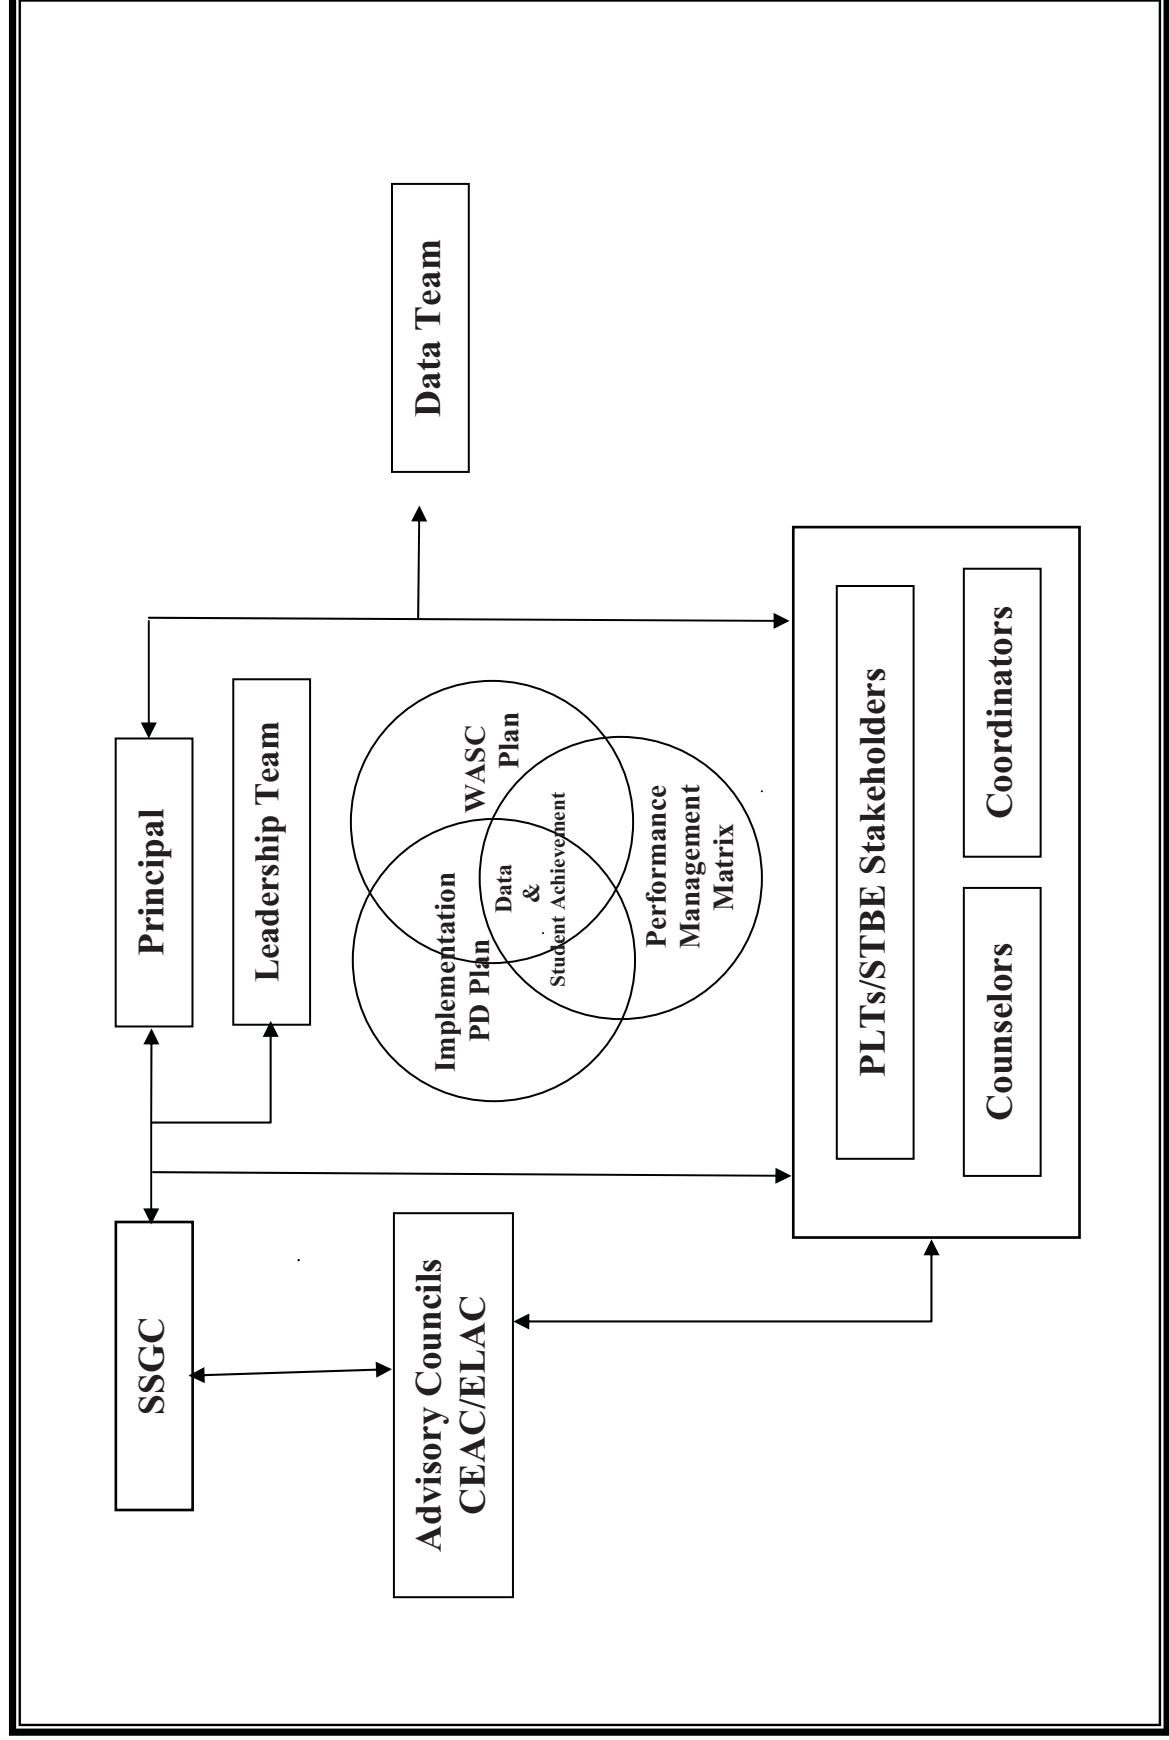 SSGC
Principal
Leadership Team
Advisory Councils
CEAC/ELAC
Data Team
Implementation
PD Plan
WASC
Plan
Data
&
Student Achievement
Performance
Management
Matrix
PLTs/STBE Stakeholders
Counselors
Coordinators